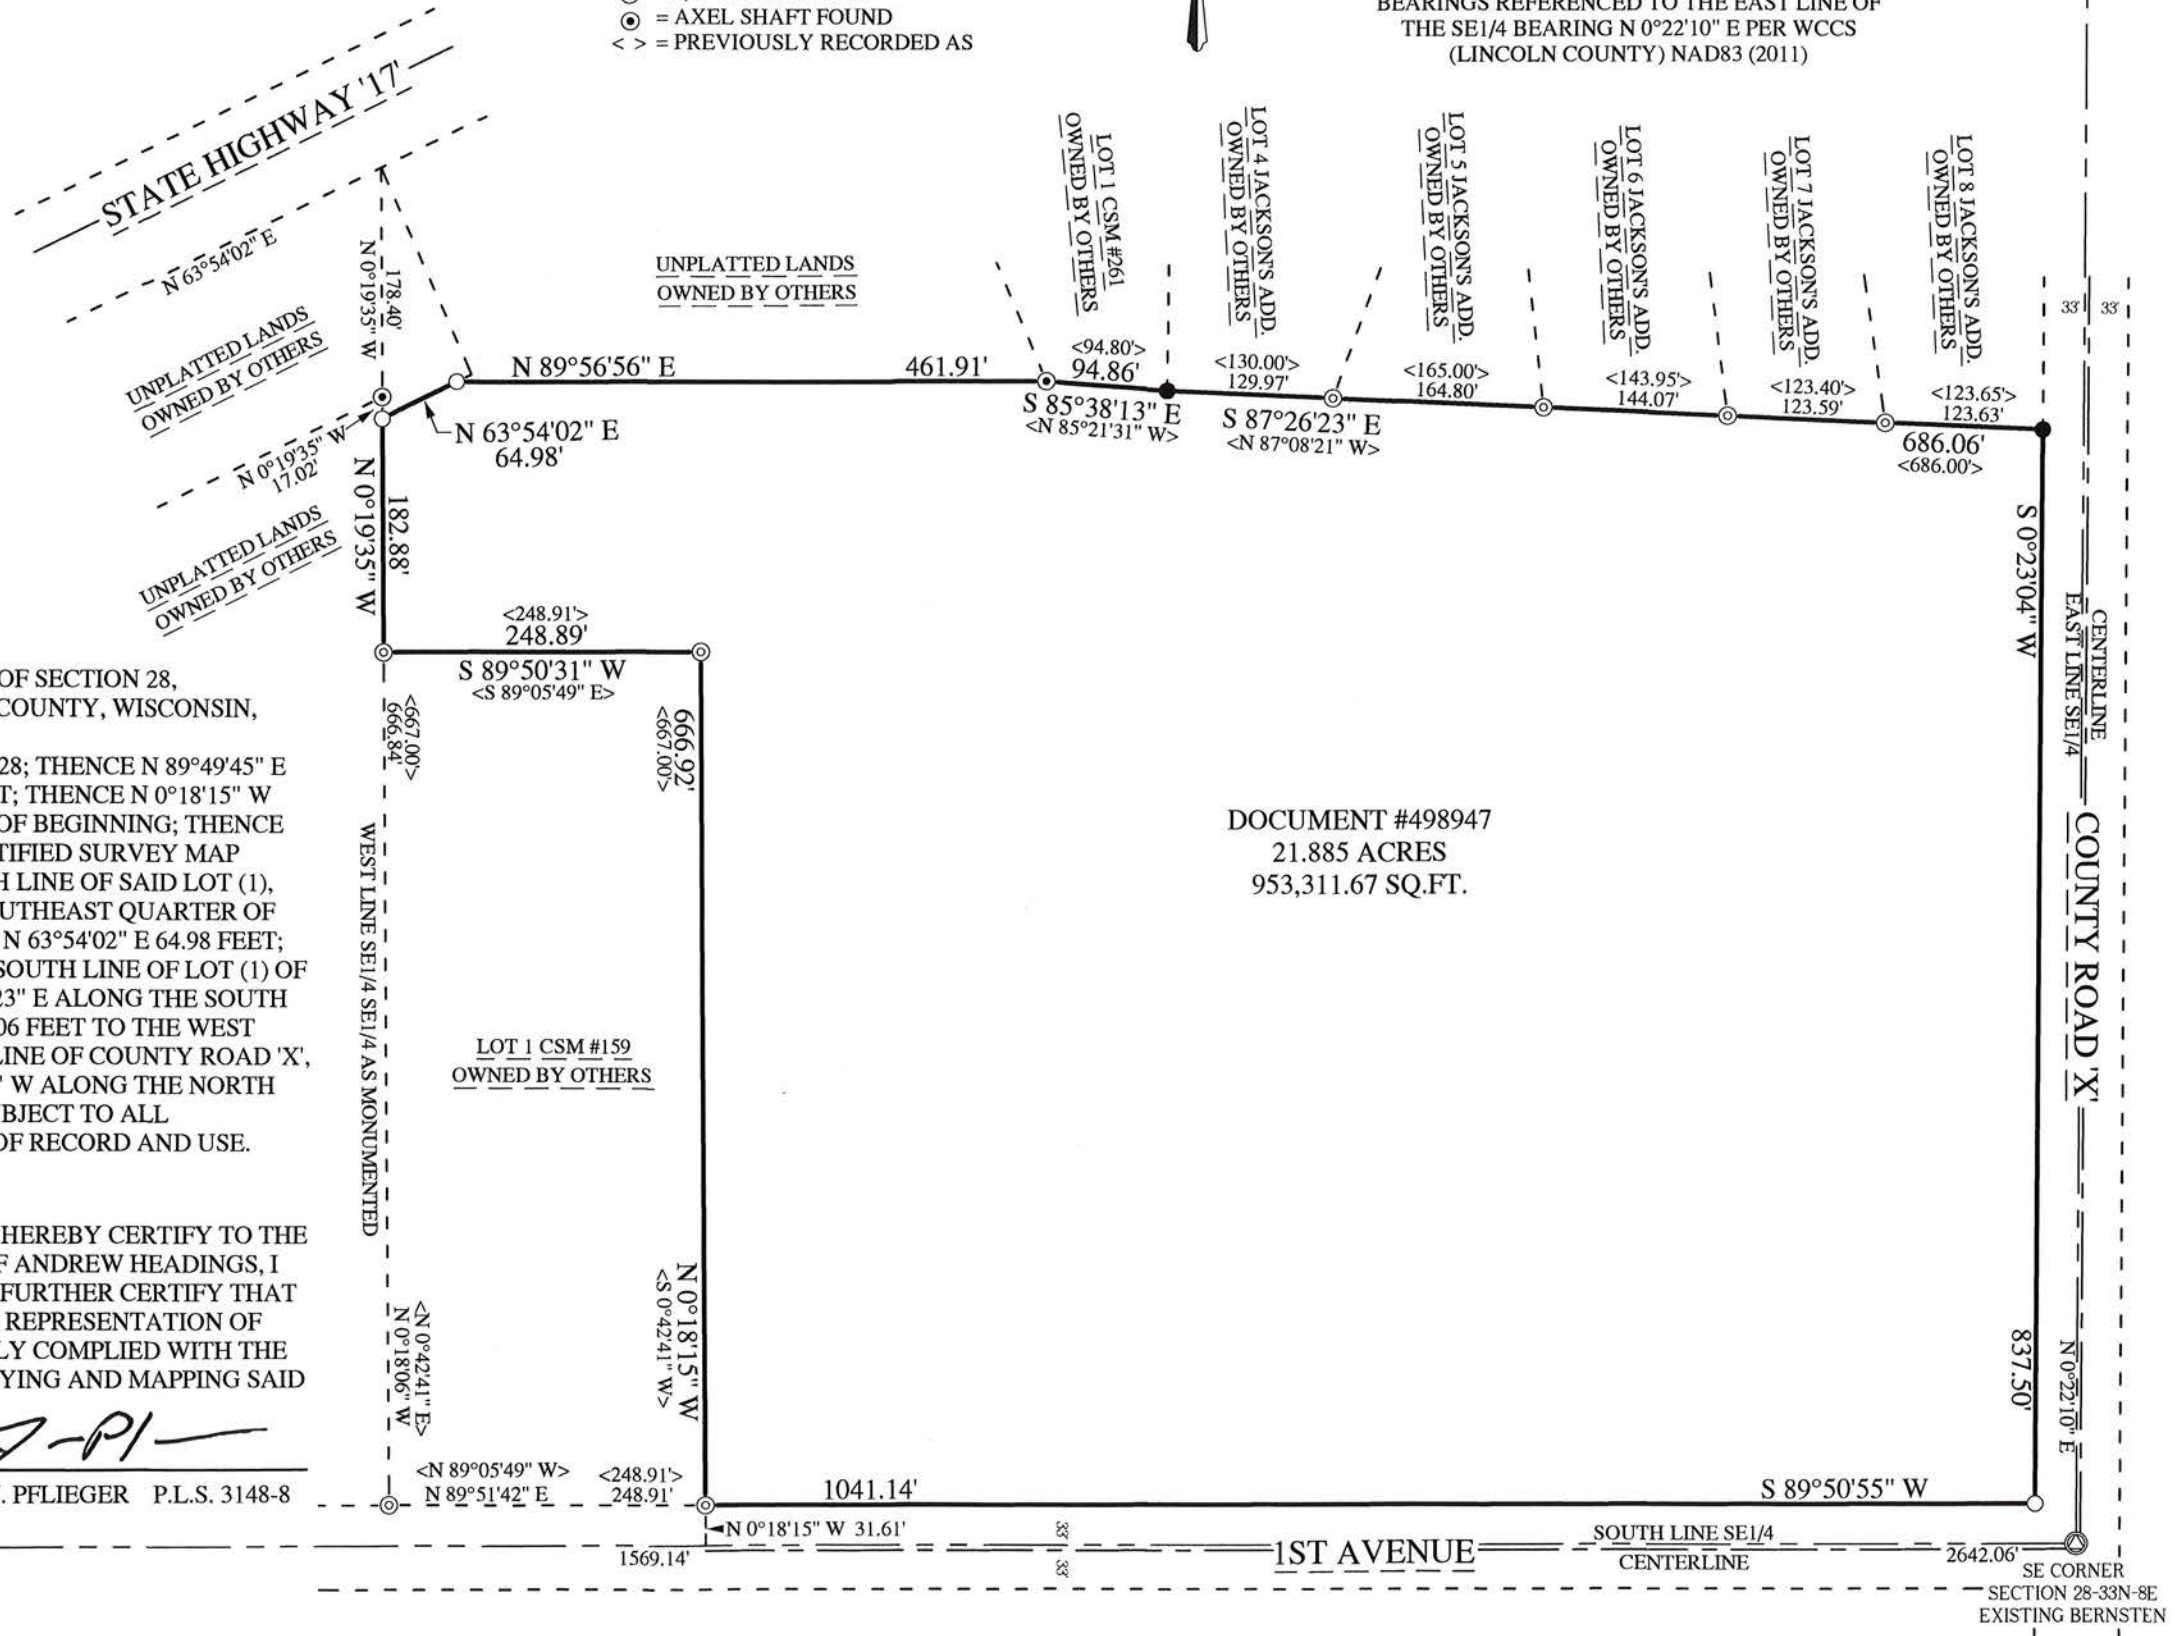 = AXEL SHAFT FOUND
< > = PREVIOUSLY RECORDED AS
BEARINGS REFERENCED TO THE EAST LINE OF
THE SE1/4 BEARING N 0°22'10" E PER WCCS
(LINCOLN COUNTY) NAD83 (2011)
STATE HIGHWAY '17'
N 63°54'02" E
178.40'
N 0°19'35" W
UNPLATTED LANDS
OWNED BY OTHERS
UNPLATTED LANDS
OWNED BY OTHERS
N 0°19'35" W
17.02'
UNPLATTED LANDS
OWNED BY OTHERS
LOT 1 CSM #261
OWNED BY OTHERS
LOT 4 JACKSON'S ADD.
OWNED BY OTHERS
LOT 5 JACKSON'S ADD.
OWNED BY OTHERS
LOT 6 JACKSON'S ADD.
OWNED BY OTHERS
LOT 7 JACKSON'S ADD.
OWNED BY OTHERS
LOT 8 JACKSON'S ADD.
OWNED BY OTHERS
33' 33'
N 89°56'56" E 461.91'
<94.80'>
94.86'
S 85°38'13" E
<N 85°21'31" W>
<130.00'>
129.97'
S 87°26'23" E
<N 87°08'21" W>
<165.00'>
164.80'
<143.95'>
144.07'
<123.40'>
123.59'
<123.65'>
123.63'
686.06'
<686.00'>
N 63°54'02" E
64.98'
182.88'
N 0°19'35" W
<248.91'>
248.89'
S 89°50'31" W
<S 89°05'49" E>
S 0°23'04" W
837.50'
CENTERLINE
EAST LINE SE1/4
COUNTY ROAD 'X'
N 0°22'10" E
<667.00'>
666.84'
666.92'
<667.00'>
WEST LINE SE1/4 SE1/4 AS MONUMENTED
DOCUMENT #498947
21.885 ACRES
953,311.67 SQ.FT.
LOT 1 CSM #159
OWNED BY OTHERS
<N 0°42'41" E>
N 0°18'06" W
N 0°18'15" W
<S 0°42'41" W>
<N 89°05'49" W> <248.91'>
N 89°51'42" E 248.91'
1041.14' S 89°50'55" W
N 0°18'15" W 31.61'
1569.14'
33'
33'
1ST AVENUE
SOUTH LINE SE1/4
CENTERLINE
2642.06'
SE CORNER
SECTION 28-33N-8E
EXISTING BERNSTEN
OF SECTION 28,
COUNTY, WISCONSIN,
28; THENCE N 89°49'45" E
T; THENCE N 0°18'15" W
OF BEGINNING; THENCE
TIFIED SURVEY MAP
H LINE OF SAID LOT (1),
UTHEAST QUARTER OF
N 63°54'02" E 64.98 FEET;
SOUTH LINE OF LOT (1) OF
23" E ALONG THE SOUTH
06 FEET TO THE WEST
LINE OF COUNTY ROAD 'X',
" W ALONG THE NORTH
BJECT TO ALL
OF RECORD AND USE.
HEREBY CERTIFY TO THE
F ANDREW HEADINGS, I
FURTHER CERTIFY THAT
REPRESENTATION OF
LY COMPLIED WITH THE
YING AND MAPPING SAID
. PFLIEGER P.L.S. 3148-8